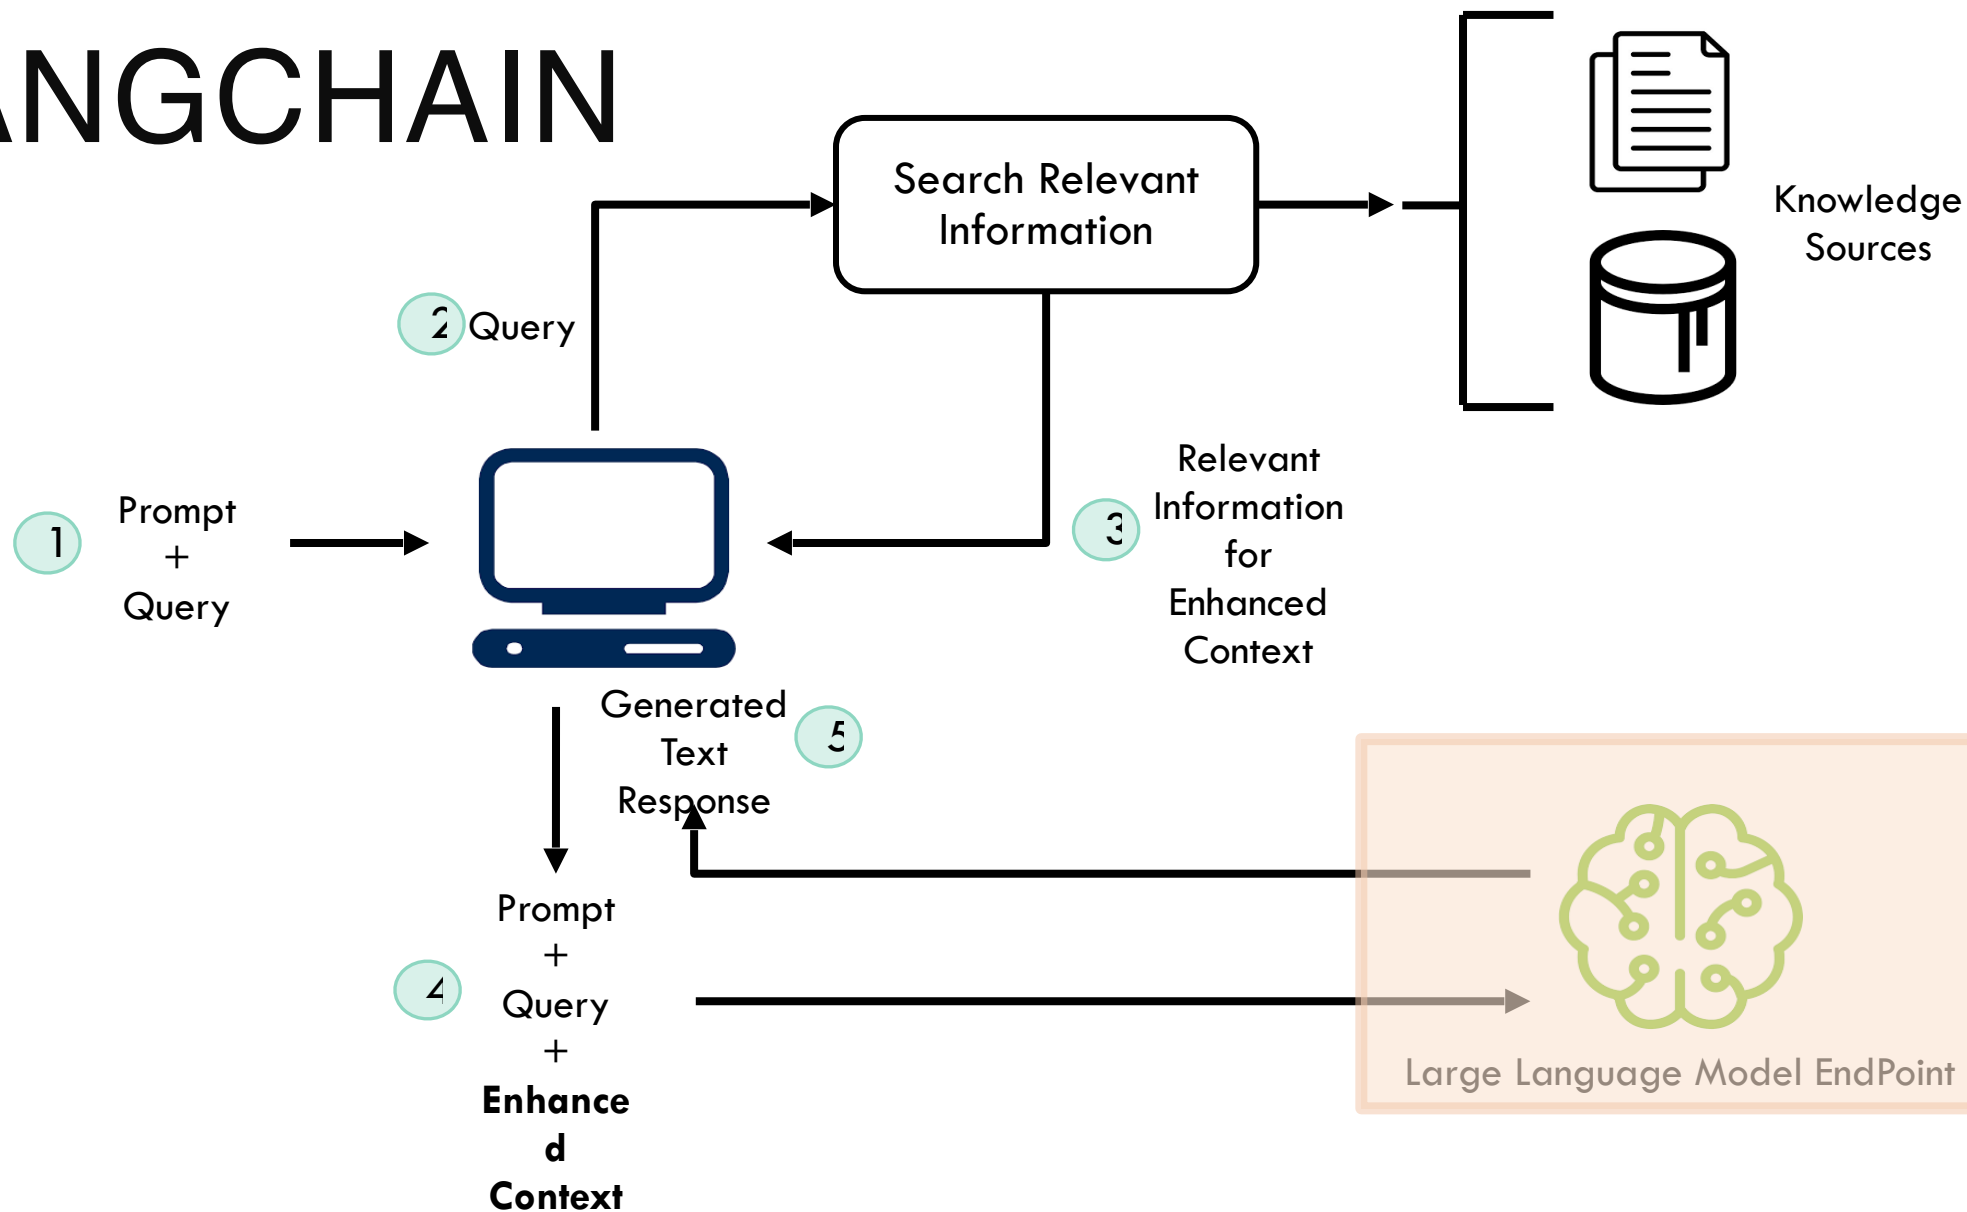 ANGCHAIN
Search Relevant
Information
Knowledge
Sources
2 Query
1
Prompt
+
Query
3
Relevant
Information
for
Enhanced
Context
Generated
Text
Response
5
4
Prompt
+
Query
+
Enhance
d
Context
Large Language Model EndPoint